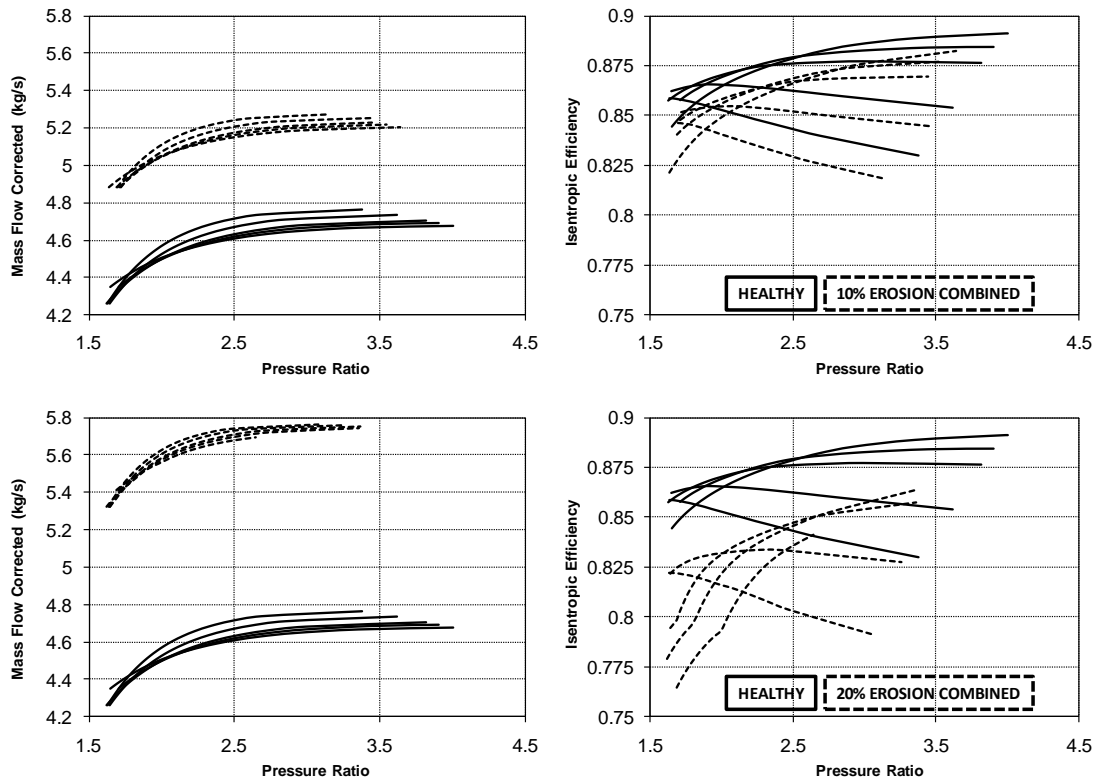 5.8
5.6
5.4
5.2
5
4.8
4.6
4.4
4.2
1.5 2.5 3.5 4.5
Mass Flow Corrected (kg/s)
Pressure Ratio
0.9
0.875
0.85
0.825
0.8
0.775
0.75
1.5 2.5 3.5 4.5
Isentropic Efficiency
Pressure Ratio
HEALTHY 10% EROSION COMBINED
5.8
5.6
5.4
5.2
5
4.8
4.6
4.4
4.2
1.5 2.5 3.5 4.5
Mass Flow Corrected (kg/s)
Pressure Ratio
0.9
0.875
0.85
0.825
0.8
0.775
0.75
1.5 2.5 3.5 4.5
Isentropic Efficiency
Pressure Ratio
HEALTHY 20% EROSION COMBINED